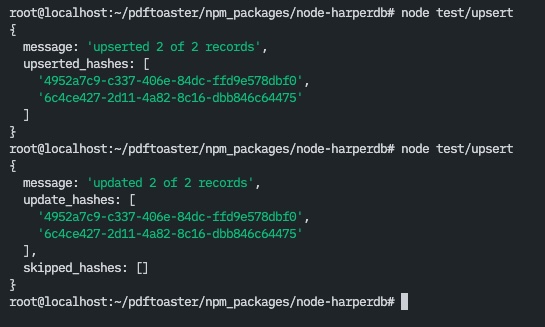 root@localhost:~/pdftoaster/npm_packages/node-harperdb# node test/upsert
{
  message: 'upserted 2 of 2 records',
  upserted_hashes: [
    '4952a7c9-c337-406e-84dc-ffd9e578dbf0',
    '6c4ce427-2d11-4a82-8c16-dbb846c64475'
  ]
}
root@localhost:~/pdftoaster/npm_packages/node-harperdb# node test/upsert
{
  message: 'updated 2 of 2 records',
  update_hashes: [
    '4952a7c9-c337-406e-84dc-ffd9e578dbf0',
    '6c4ce427-2d11-4a82-8c16-dbb846c64475'
  ],
  skipped_hashes: []
}
root@localhost:~/pdftoaster/npm_packages/node-harperdb#